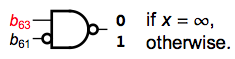 b63 0 if x = ∞,
b61 1 otherwise.